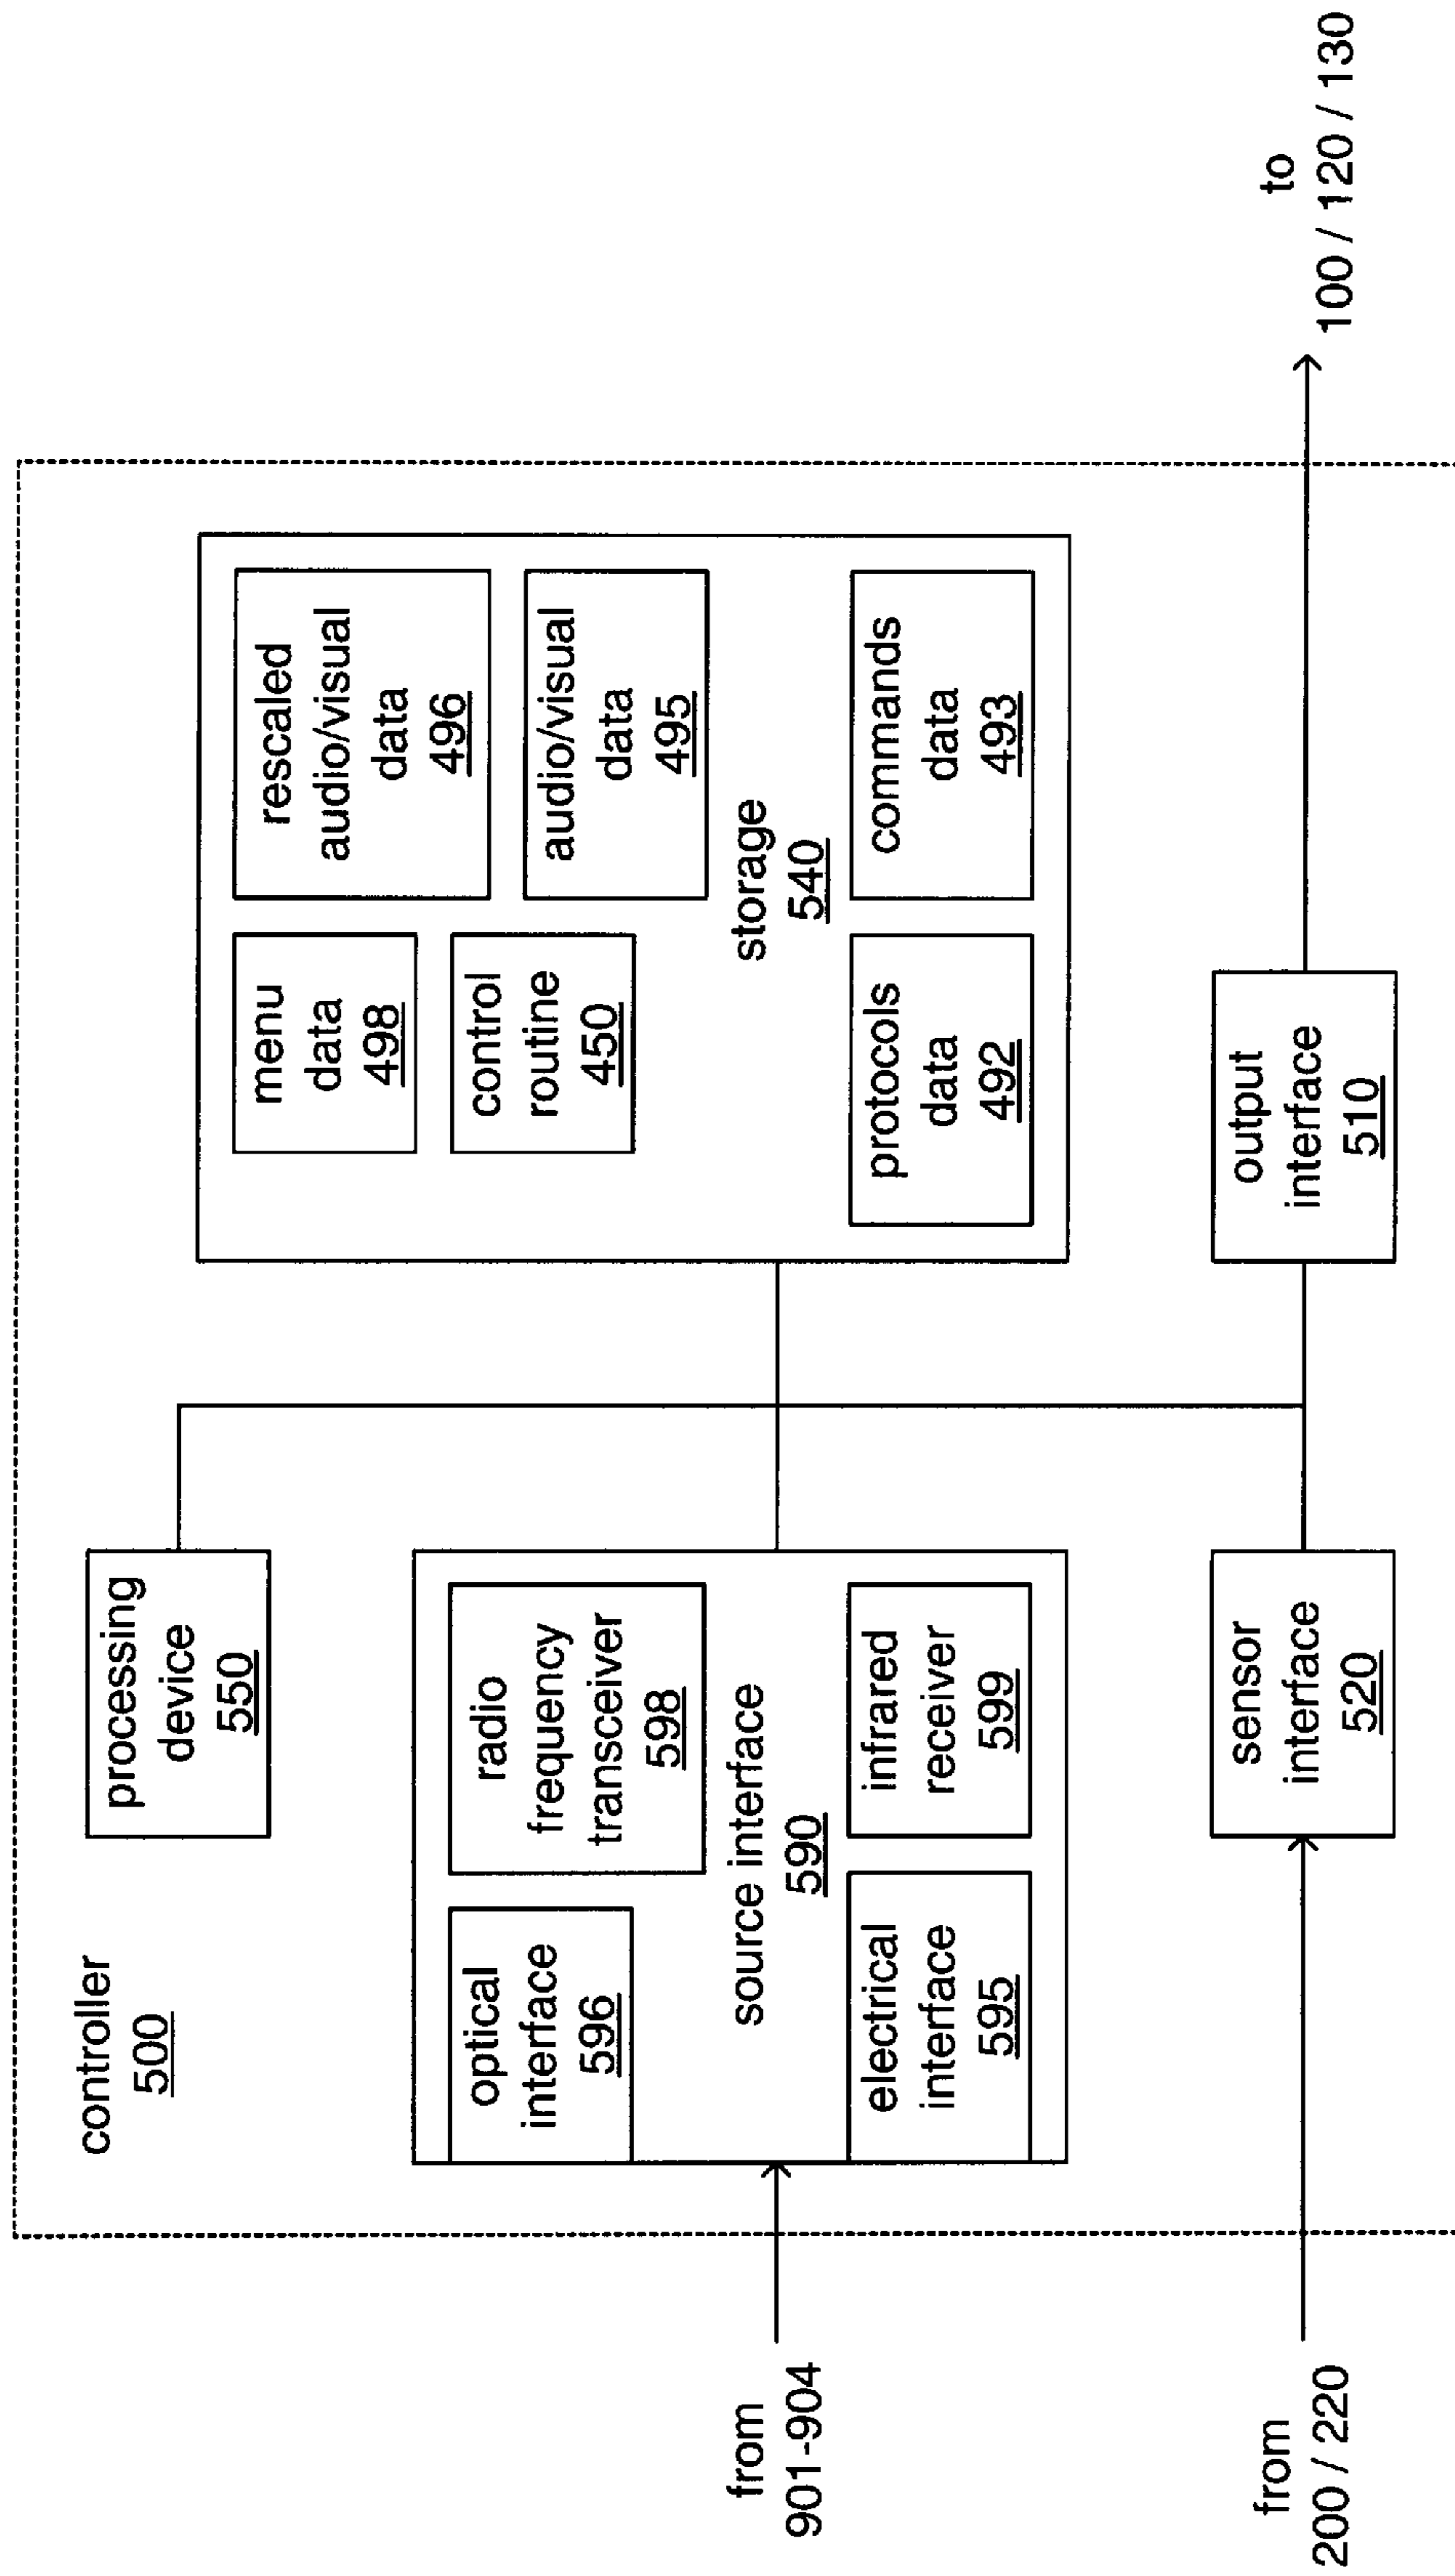 controller
500
processing
device
550
optical
interface
596
radio
frequency
transceiver
598
source interface
590
electrical
interface
595
infrared
receiver
599
sensor
interface
520
from
901-904
from
200 / 220
menu
data
498
rescaled
audio/visual
data
496
control
routine
450
audio/visual
data
495
storage
540
protocols
data
492
commands
data
493
output
interface
510
to
100 / 120 / 130